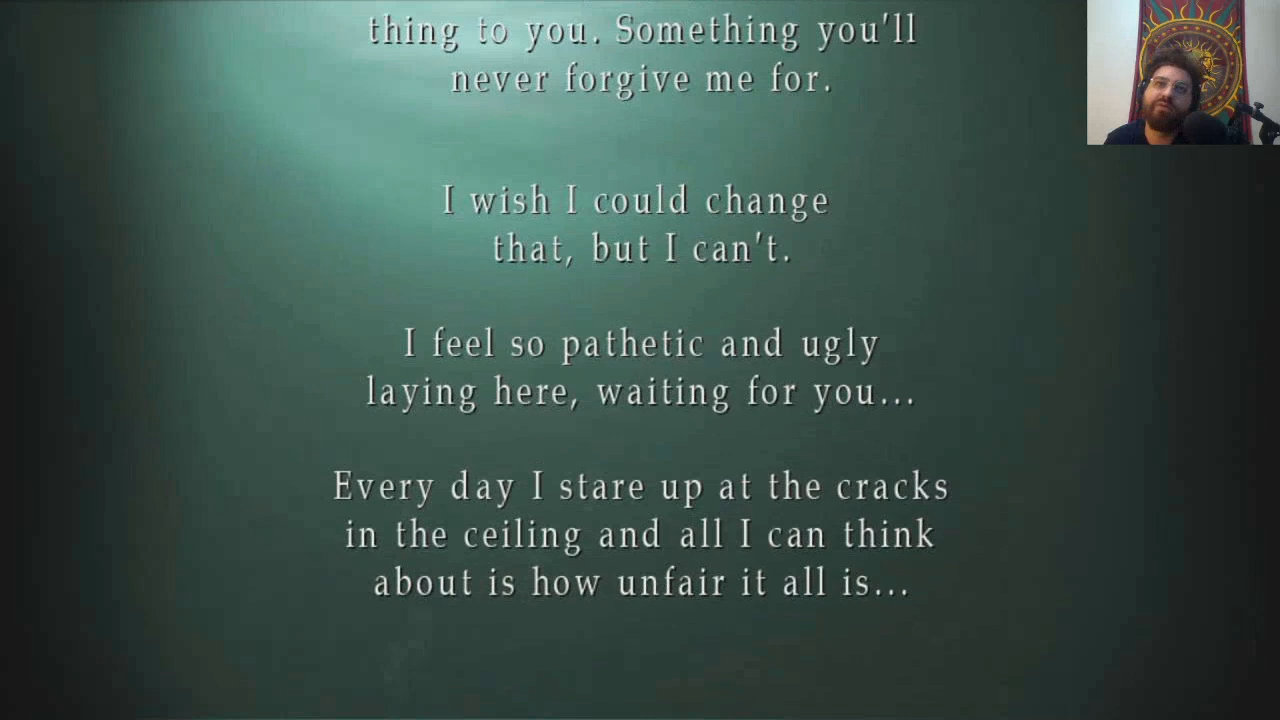 thing to you. Something you'll
never forgive me for.
I wish I could change
that, but I can't.
I feel so pathetic and ugly
laying here, waiting for you...
Every day I stare up at the cracks
in the ceiling and all I can think
about is how unfair it all is...